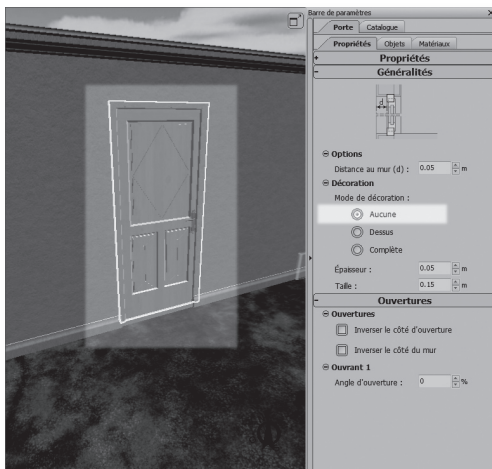 Barre de paramètres
Porte Catalogue
Propriétés Objets Matériaux
+ Propriétés
- Généralités
d
Options
Distance au mur (d) : 0.05 m
Décoration
Mode de décoration :
Aucune
Dessus
Complète
Épaisseur : 0.05 m
Taille : 0.15 m
- Ouvertures
Ouvertures
Inverser le côté d'ouverture
Inverser le côté du mur
Ouvrant 1
Angle d'ouverture : 0 %